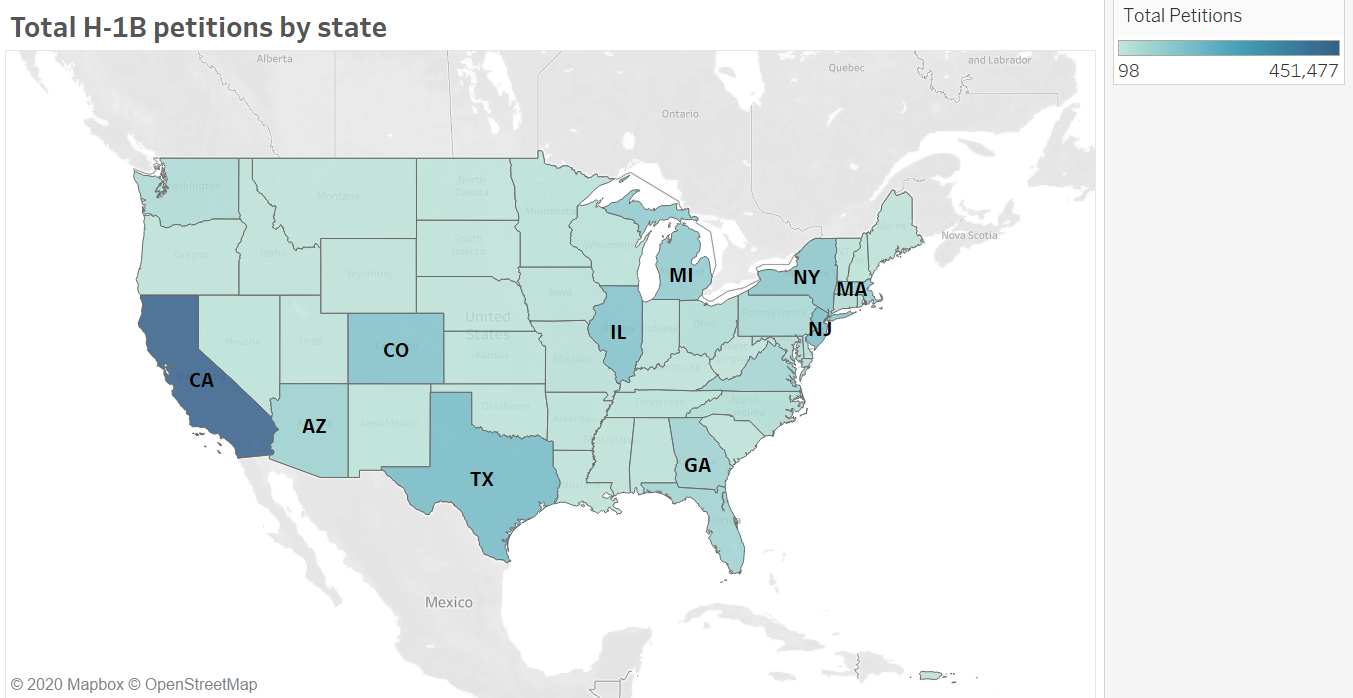 Total H-1B petitions by state
Total Petitions
98
451,477
Alberta
Quebec
and Labrador
Ontario
Nova Scotia
Montana
North
Dakota
Minnesota
South
Dakota
Wisconsin
Oregon
Idaho
Wyoming
MI
NY
MA
Iowa
United
States
Pennsylvania
NJ
IL
Indiana
Ohio
Nevada
Utah
CO
Kansas
Missouri
CA
AZ
New Mexico
Oklahoma
Arkansas
Tennessee
North
Carolina
Mississippi
GA
TX
Florida
Mexico
© 2020 Mapbox © OpenStreetMap